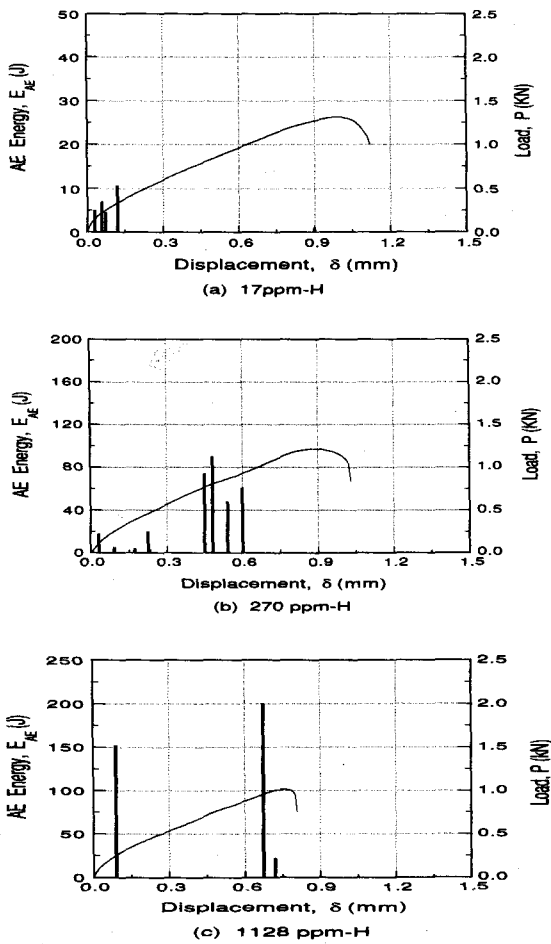 50
40
30
20
10
0
AE Energy, E_AE (J)
2.5
2.0
1.5
1.0
0.5
0.0
Load, P (KN)
0.0 0.3 0.6 0.9 1.2 1.5
Displacement, δ (mm)
(a) 17ppm-H
200
160
120
80
40
0
AE Energy, E_AE (J)
2.5
2.0
1.5
1.0
0.5
0.0
Load, P (KN)
0.0 0.3 0.6 0.9 1.2 1.5
Displacement, δ (mm)
(b) 270 ppm-H
250
200
150
100
50
0
AE Energy, E_AE (J)
2.5
2.0
1.5
1.0
0.5
0.0
Load, P (kN)
0.0 0.3 0.6 0.9 1.2 1.5
Displacement, δ (mm)
(c) 1128 ppm-H